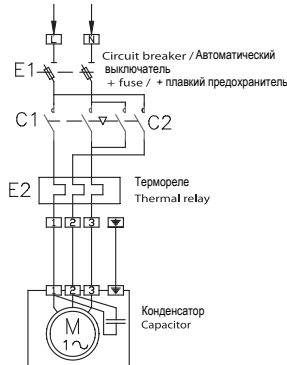 L N
Circuit breaker / Автоматический
выключатель
+ fuse / + плавкий предохранитель
E1
C1 C2
E2
Термореле
Thermal relay
1 2 3
1 2 3
Конденсатор
Capacitor
M
1~